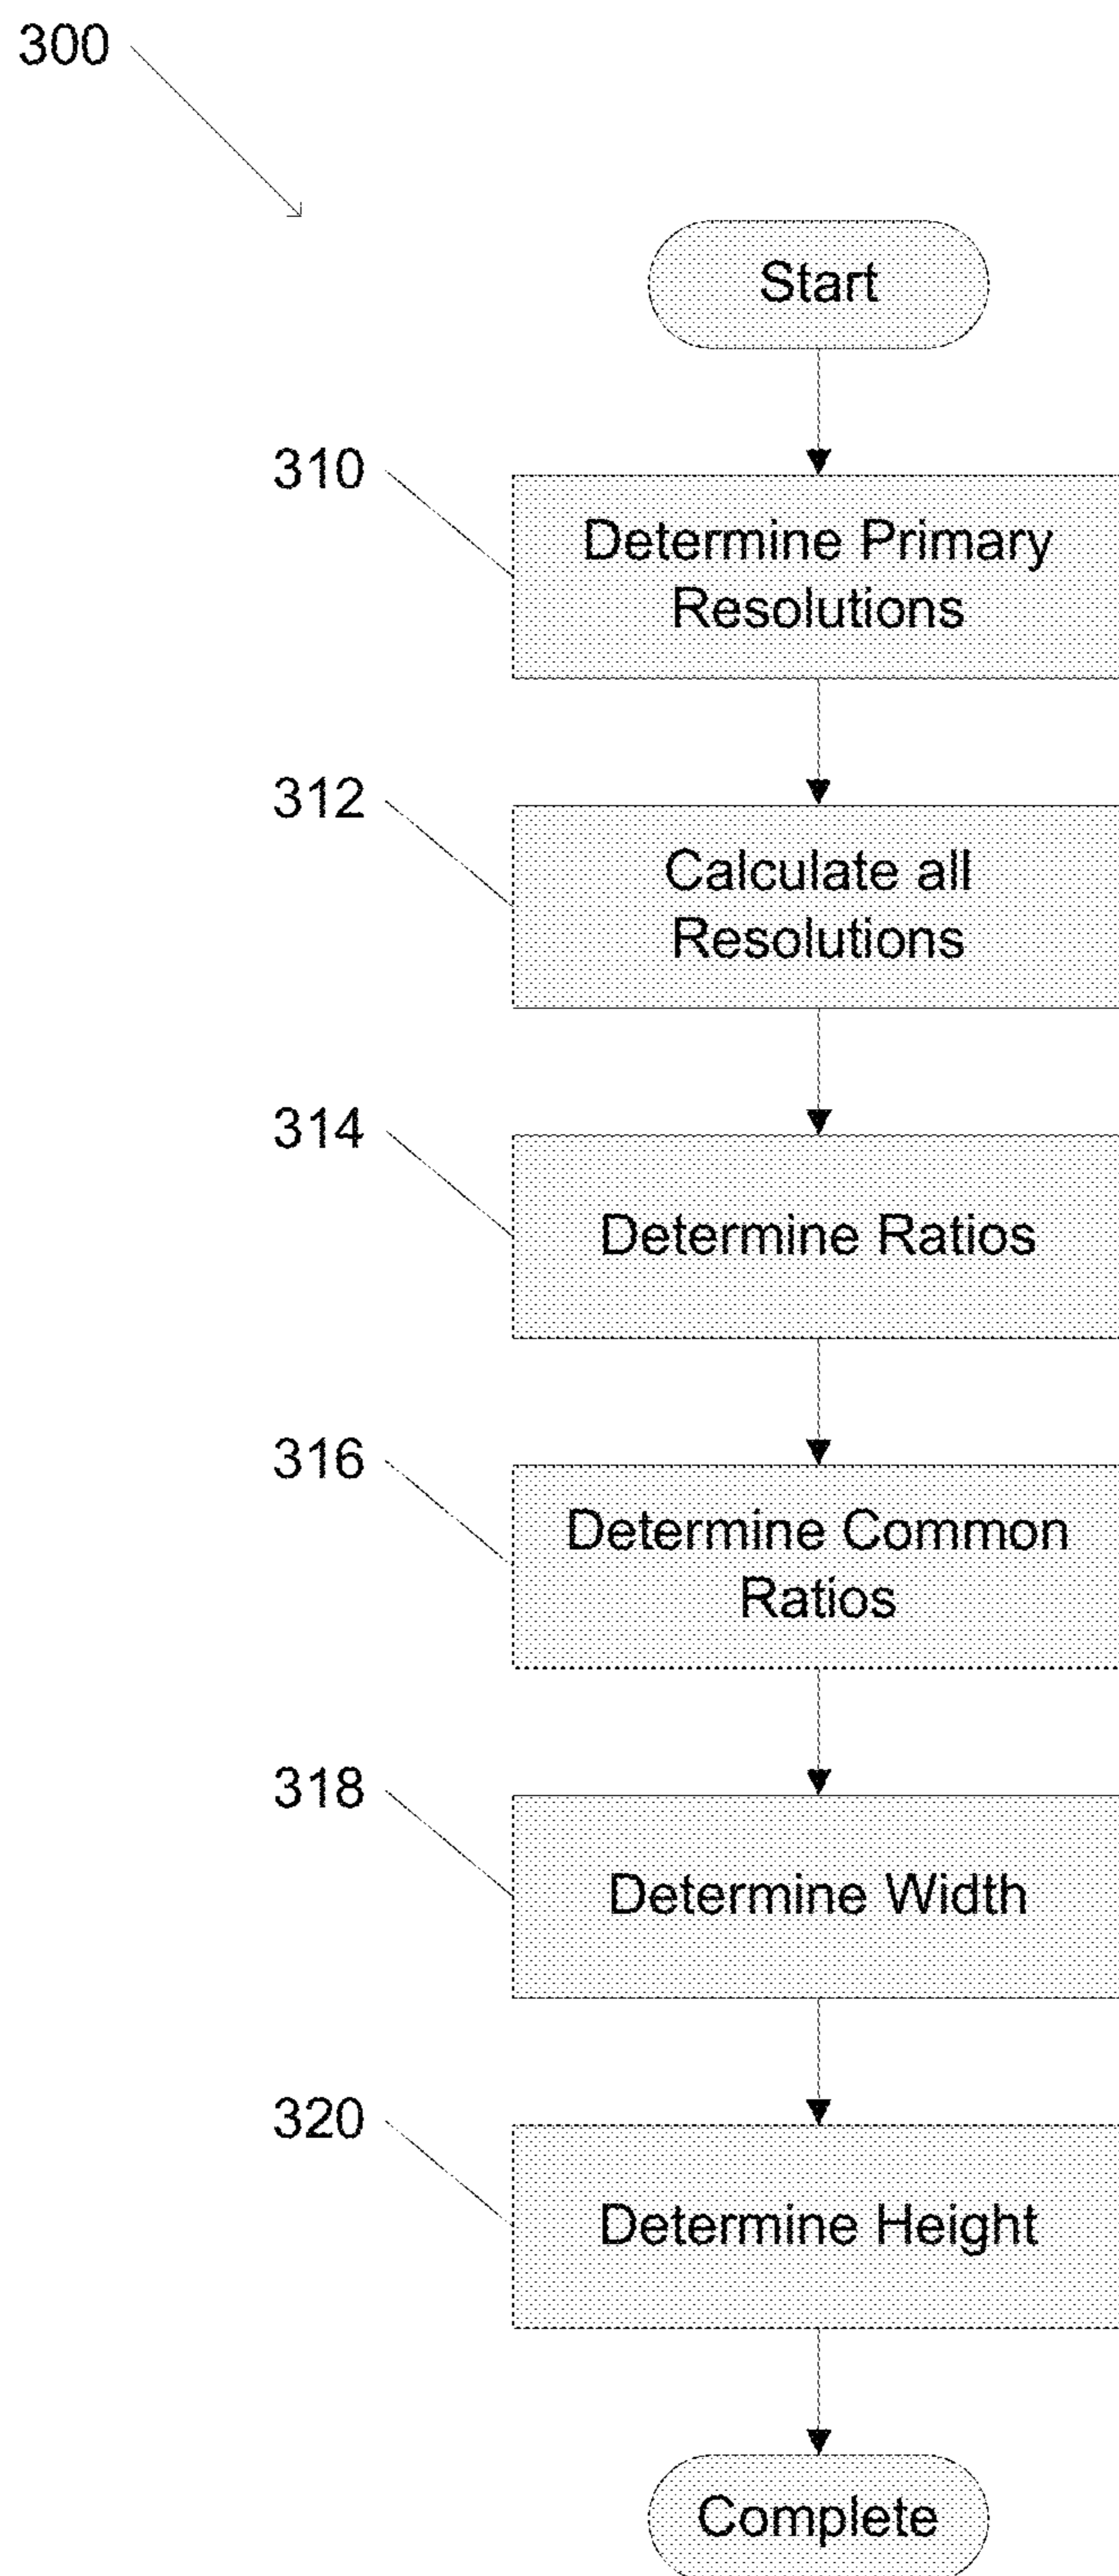 300
Start
310
Determine Primary
Resolutions
312
Calculate all
Resolutions
314
Determine Ratios
316
Determine Common
Ratios
318
Determine Width
320
Determine Height
Complete